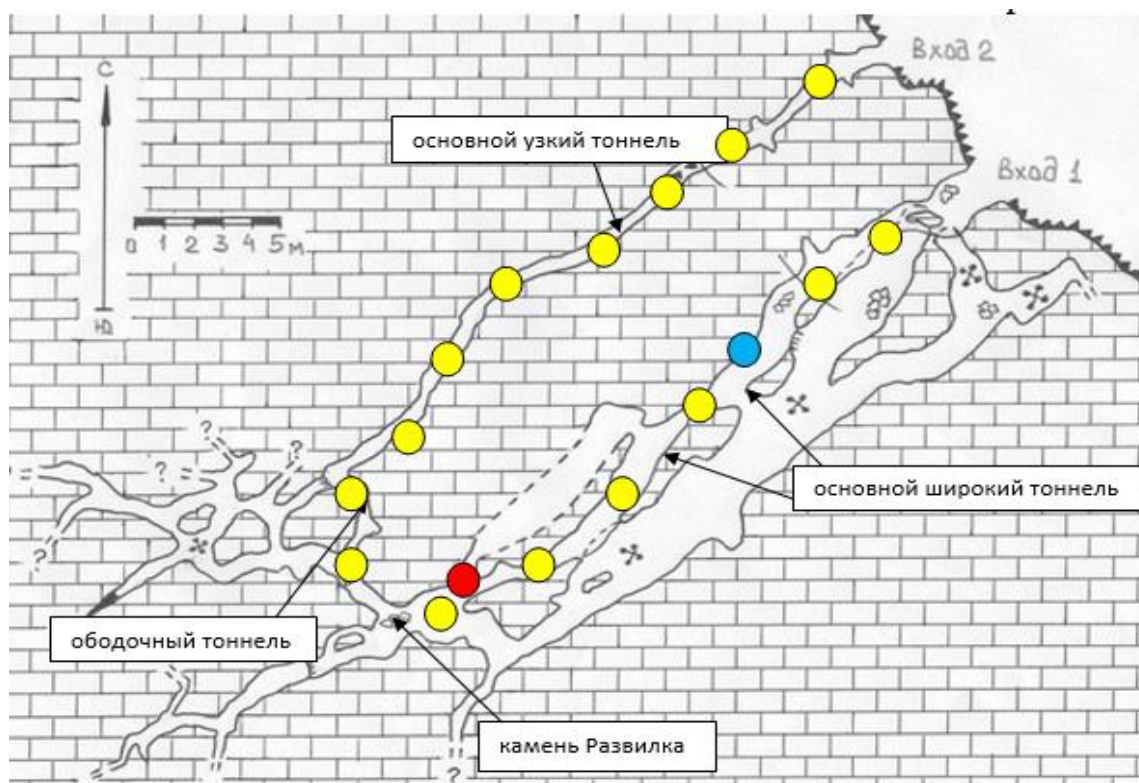 Вход 2
С
основной узкий тоннель
Вход 1
0 1 2 3 4 5 м
Ю
?
?
?
?
основной широкий тоннель
?
ободочный тоннель
камень Развилка